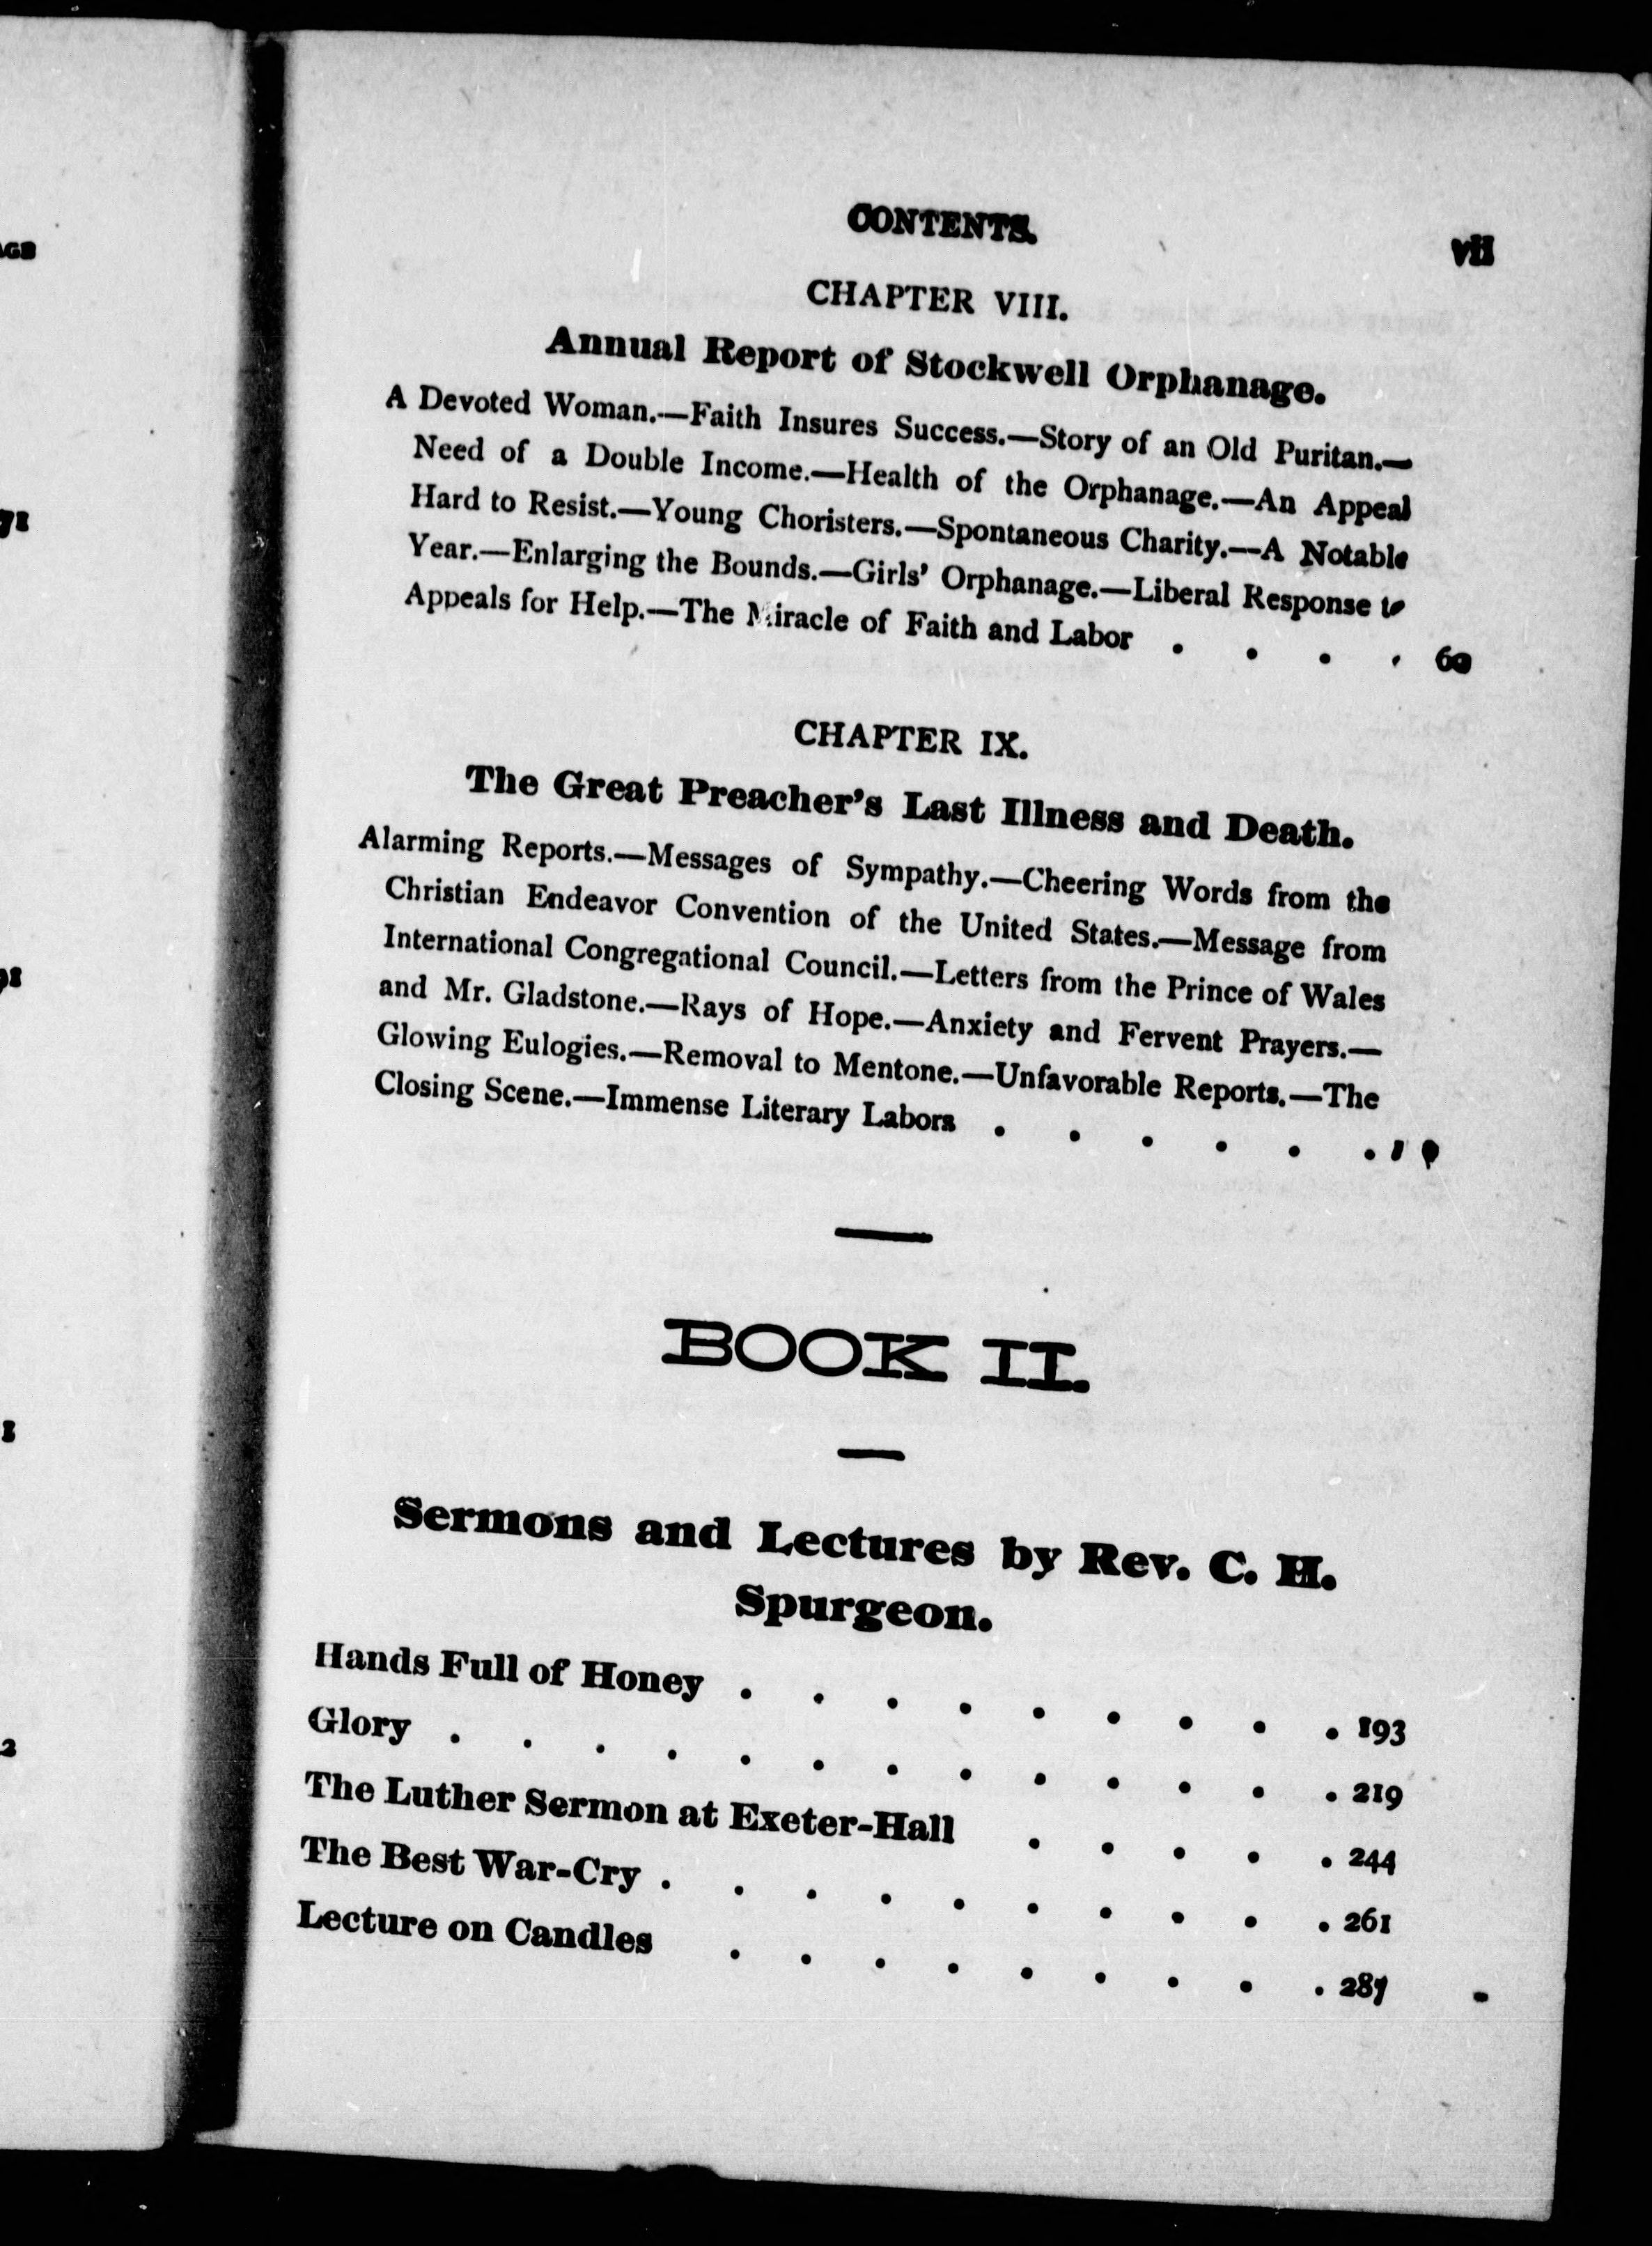 AGE
71
91
1
2
CONTENTS. vii
CHAPTER VIII.
Annual Report of Stockwell Orphanage.
A Devoted Woman.—Faith Insures Success.—Story of an Old Puritan.—
Need of a Double Income.—Health of the Orphanage.—An Appeal
Hard to Resist.—Young Choristers.—Spontaneous Charity.—A Notable
Year.—Enlarging the Bounds.—Girls' Orphanage.—Liberal Response to
Appeals for Help.—The Miracle of Faith and Labor . . . .
CHAPTER IX.
The Great Preacher's Last Illness and Death.
Alarming Reports.—Messages of Sympathy.—Cheering Words from the
Christian Endeavor Convention of the United States.—Message from
International Congregational Council.—Letters from the Prince of Wales
and Mr. Gladstone.—Rays of Hope.—Anxiety and Fervent Prayers.—
Glowing Eulogies.—Removal to Mentone.—Unfavorable Reports.—The
Closing Scene.—Immense Literary Labors . . . . . .
BOOK II.
Sermons and Lectures by Rev. C. H.
Spurgeon.
Hands Full of Honey . . . . . . . . . 193
Glory . . . . . . . . . . . . . 219
The Luther Sermon at Exeter-Hall . . . . . 244
The Best War-Cry . . . . . . . . . . 261
Lecture on Candles . . . . . . . . . 287